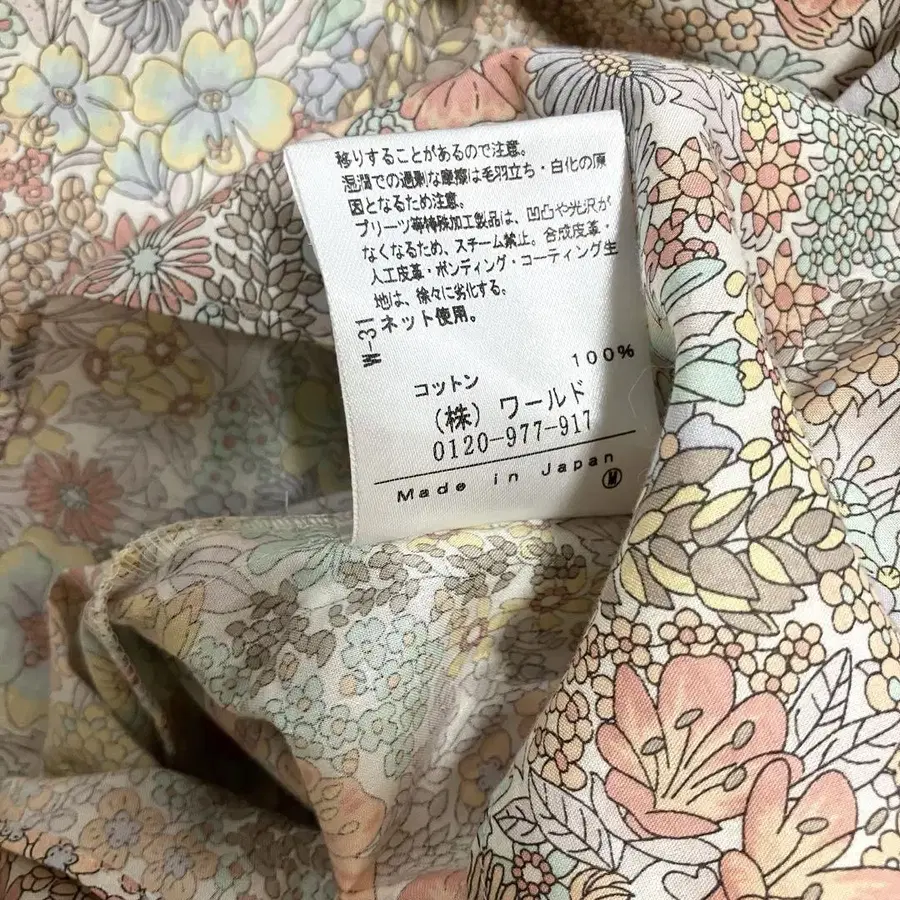 移りすることがあるので注意。
湿潤での過剰な摩擦は毛羽立ち・白化の原
因となるため注意。
プリーツ等特殊加工製品は、凹凸や光沢が
なくなるため、スチーム禁止。合成皮革・
人工皮革・ボンディング・コーティング生
地は、徐々に劣化する。
ネット使用。
W-31
100%
コットン
(株) ワールド
0120-977-917
Made in Japan
M